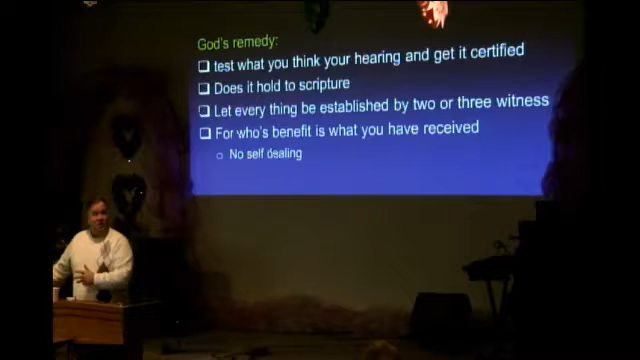 God's remedy:
❑ test what you think your hearing and get it certified
❑ Does it hold to scripture
❑ Let every thing be established by two or three witness
❑ For who's benefit is what you have received
○ No self dealing